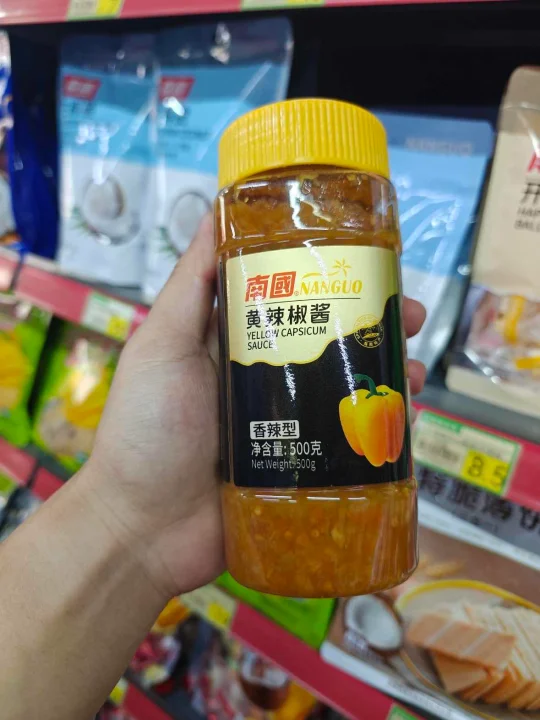 南國® NANGUO
黄辣椒酱
YELLOW CAPSICUM
SAUCE
香辣型
净含量: 500克
Net Weight: 500g
NANGUO
8.5